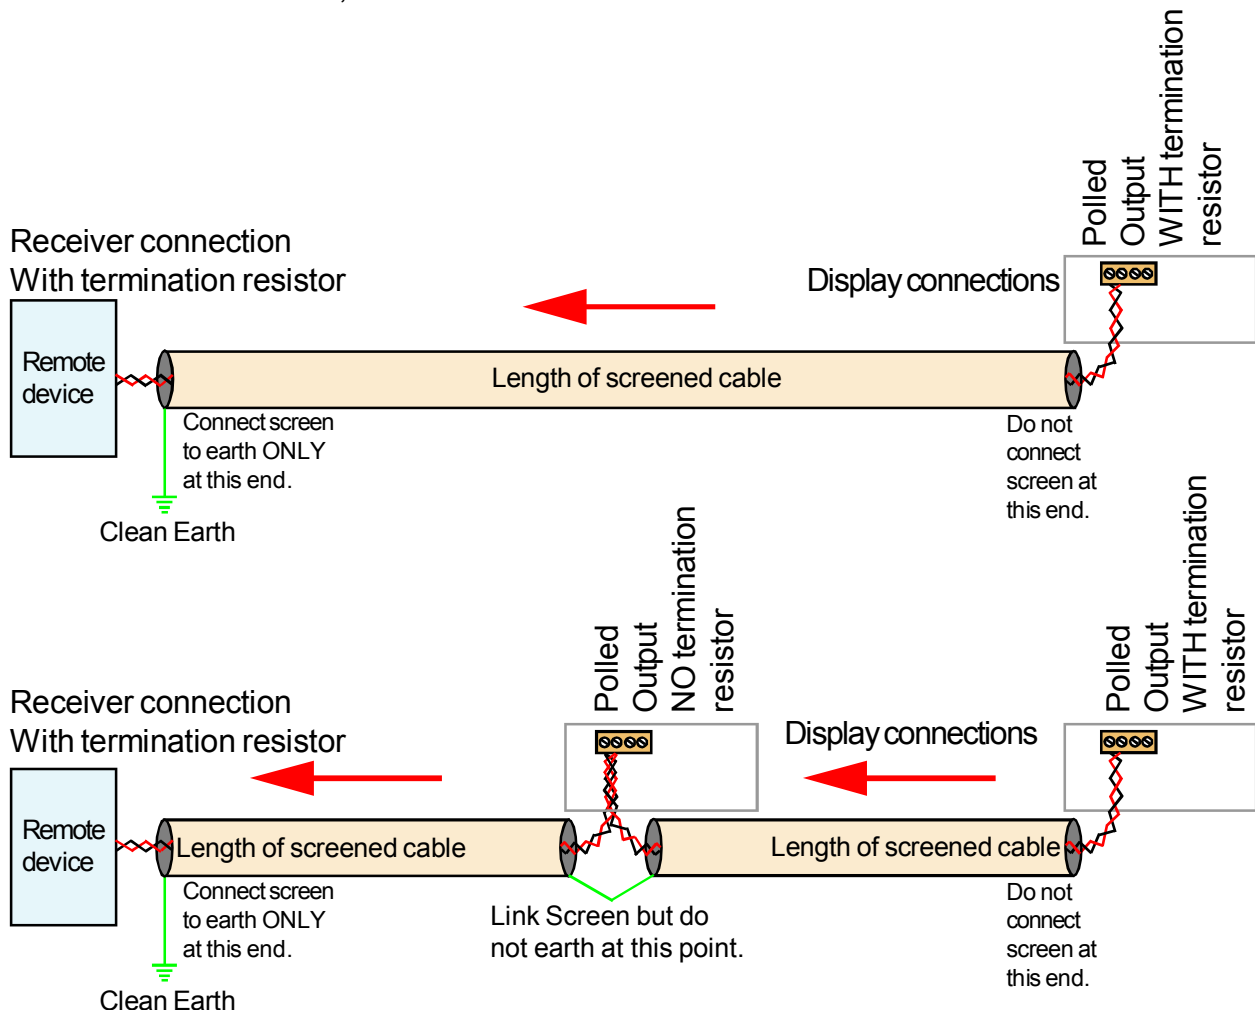 Polled
Output
WITH termination
resistor
Receiver connection
With termination resistor
Display connections
Remote
device
Length of screened cable
Connect screen
to earth ONLY
at this end.
Do not
connect
screen at
this end.
Clean Earth
Polled
Output
NO termination
resistor
Polled
Output
WITH termination
resistor
Receiver connection
With termination resistor
Display connections
Remote
device
Length of screened cable
Length of screened cable
Connect screen
to earth ONLY
at this end.
Link Screen but do
not earth at this point.
Do not
connect
screen at
this end.
Clean Earth